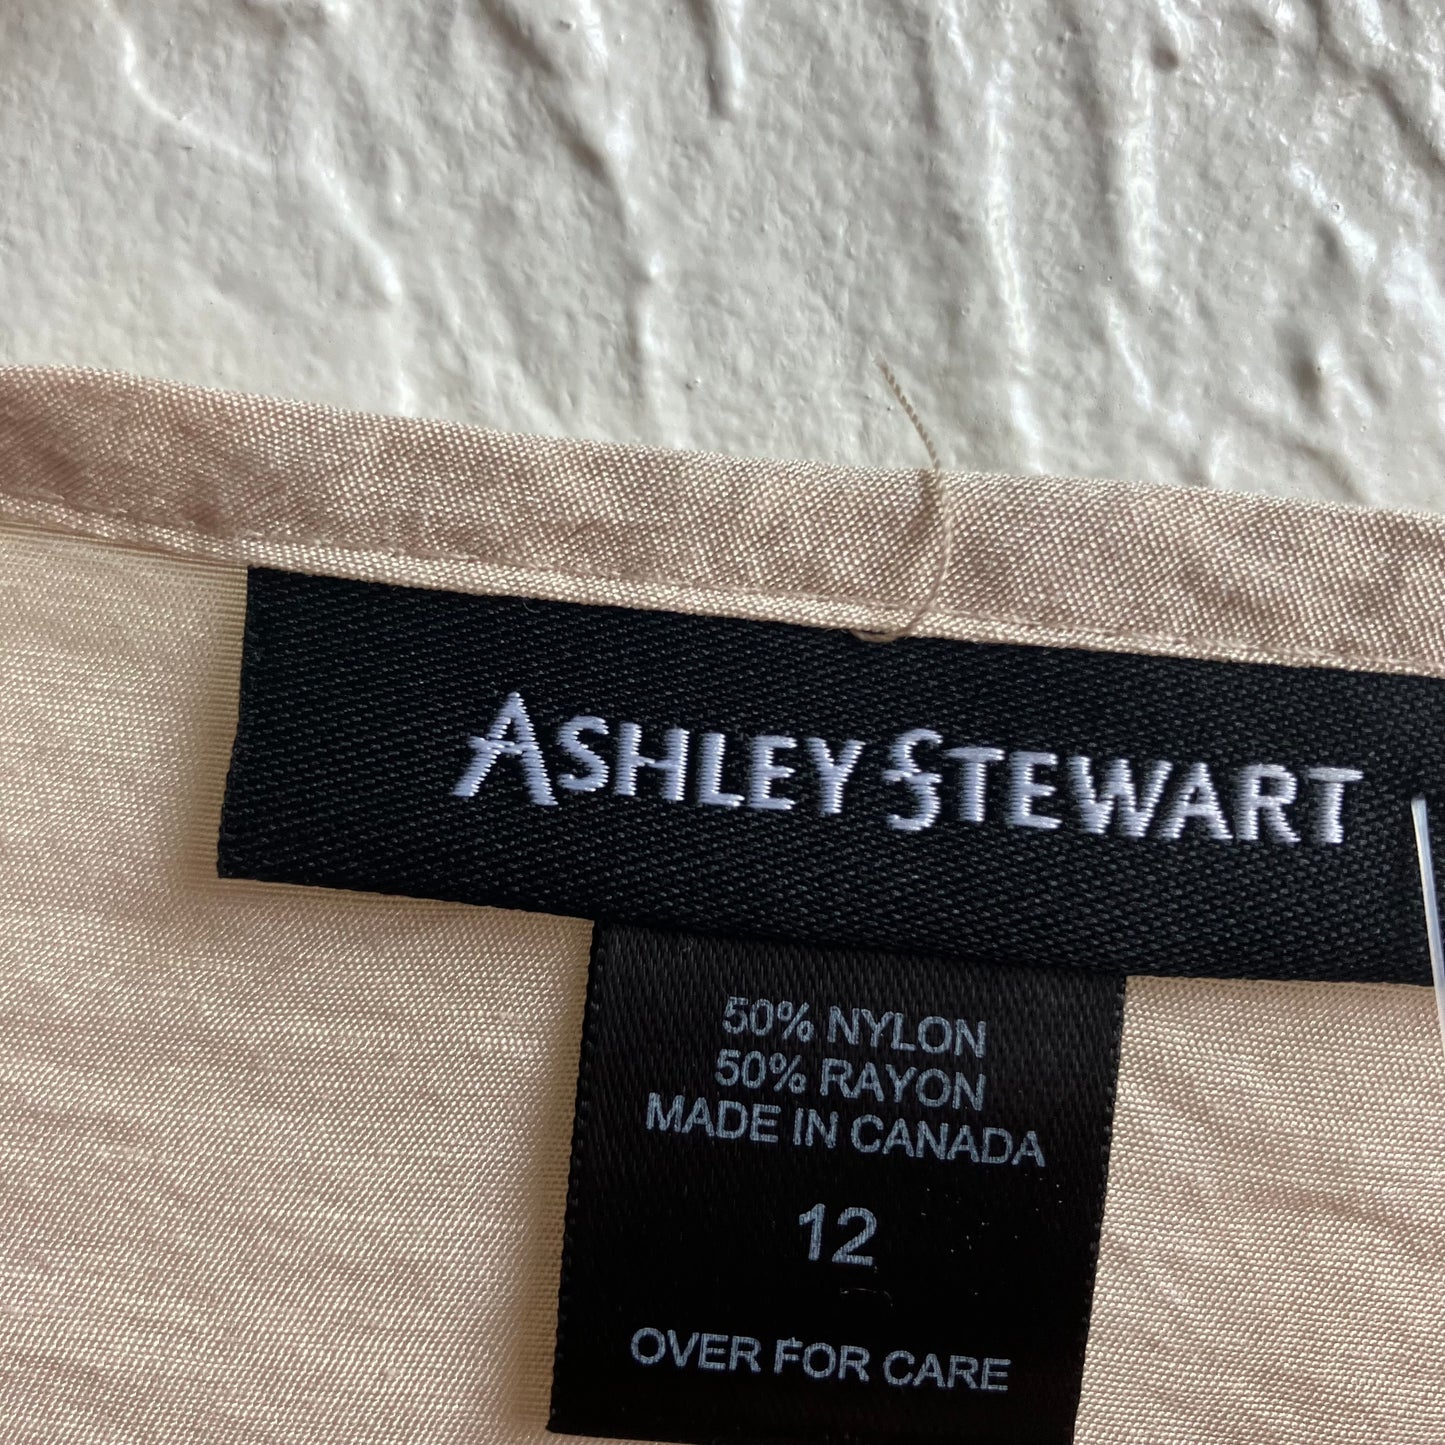 ASHLEY STEWART
50% NYLON
50% RAYON
MADE IN CANADA
12
OVER FOR CARE